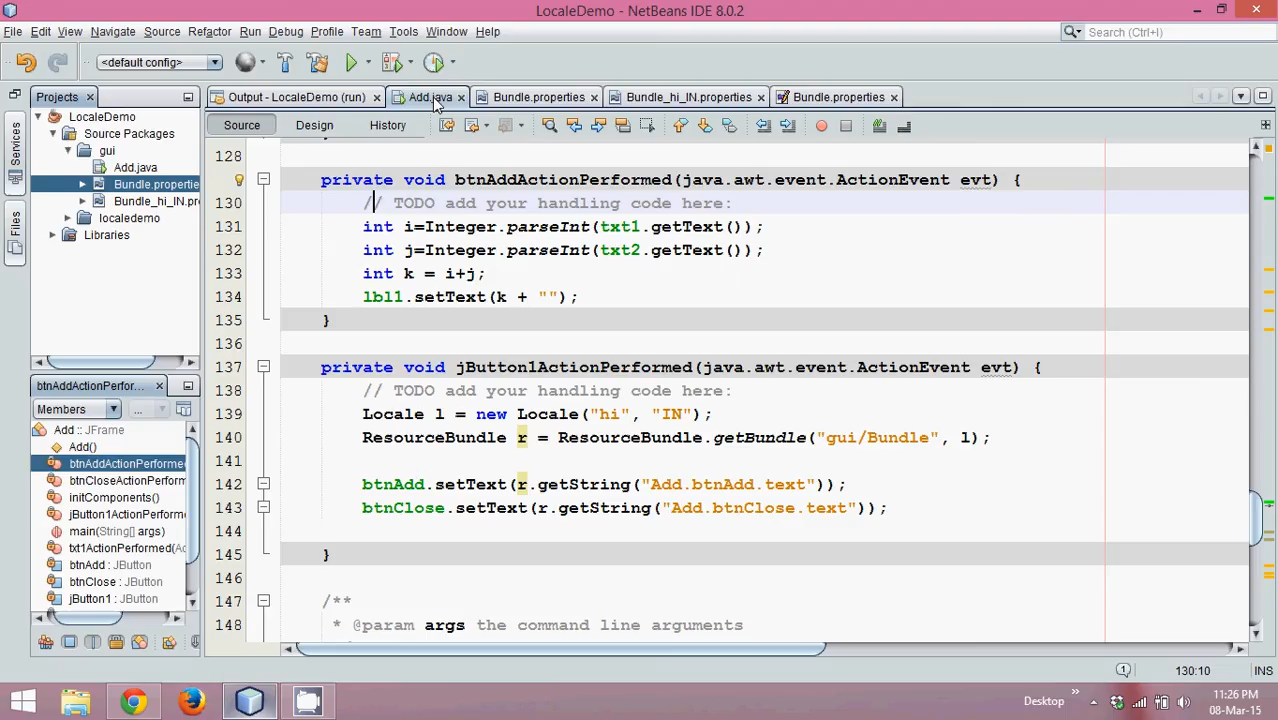 LocaleDemo - NetBeans IDE 8.0.2
File Edit View Navigate Source Refactor Run Debug Profile Team Tools Window Help
Search (Ctrl+I)
<default config>
Projects
Output - LocaleDemo (run)
Add.java
Bundle.properties
Bundle_hi_IN.properties
Bundle.properties
LocaleDemo
Source Packages
gui
Add.java
Bundle.propertie
Bundle_hi_IN.pr
localedemo
Libraries
Services
Files
Source Design History
128
129 private void btnAddActionPerformed(java.awt.event.ActionEvent evt) {
130 // TODO add your handling code here:
131 int i=Integer.parseInt(txt1.getText());
132 int j=Integer.parseInt(txt2.getText());
133 int k = i+j;
134 lbl1.setText(k + "");
135 }
136
137 private void jButton1ActionPerformed(java.awt.event.ActionEvent evt) {
138 // TODO add your handling code here:
139 Locale l = new Locale("hi", "IN");
140 ResourceBundle r = ResourceBundle.getBundle("gui/Bundle", l);
141
142 btnAdd.setText(r.getString("Add.btnAdd.text"));
143 btnClose.setText(r.getString("Add.btnClose.text"));
144
145 }
146
147 /**
148 * @param args the command line arguments
btnAddActionPerfor...
Members
...
Add :: JFrame
Add()
btnAddActionPerforme
btnCloseActionPerform
initComponents()
jButton1ActionPerform
main(String[] args)
txt1ActionPerformed(Ac
btnAdd : JButton
btnClose : JButton
jButton1 : JButton
1
130:10
INS
Desktop
11:26 PM
08-Mar-15